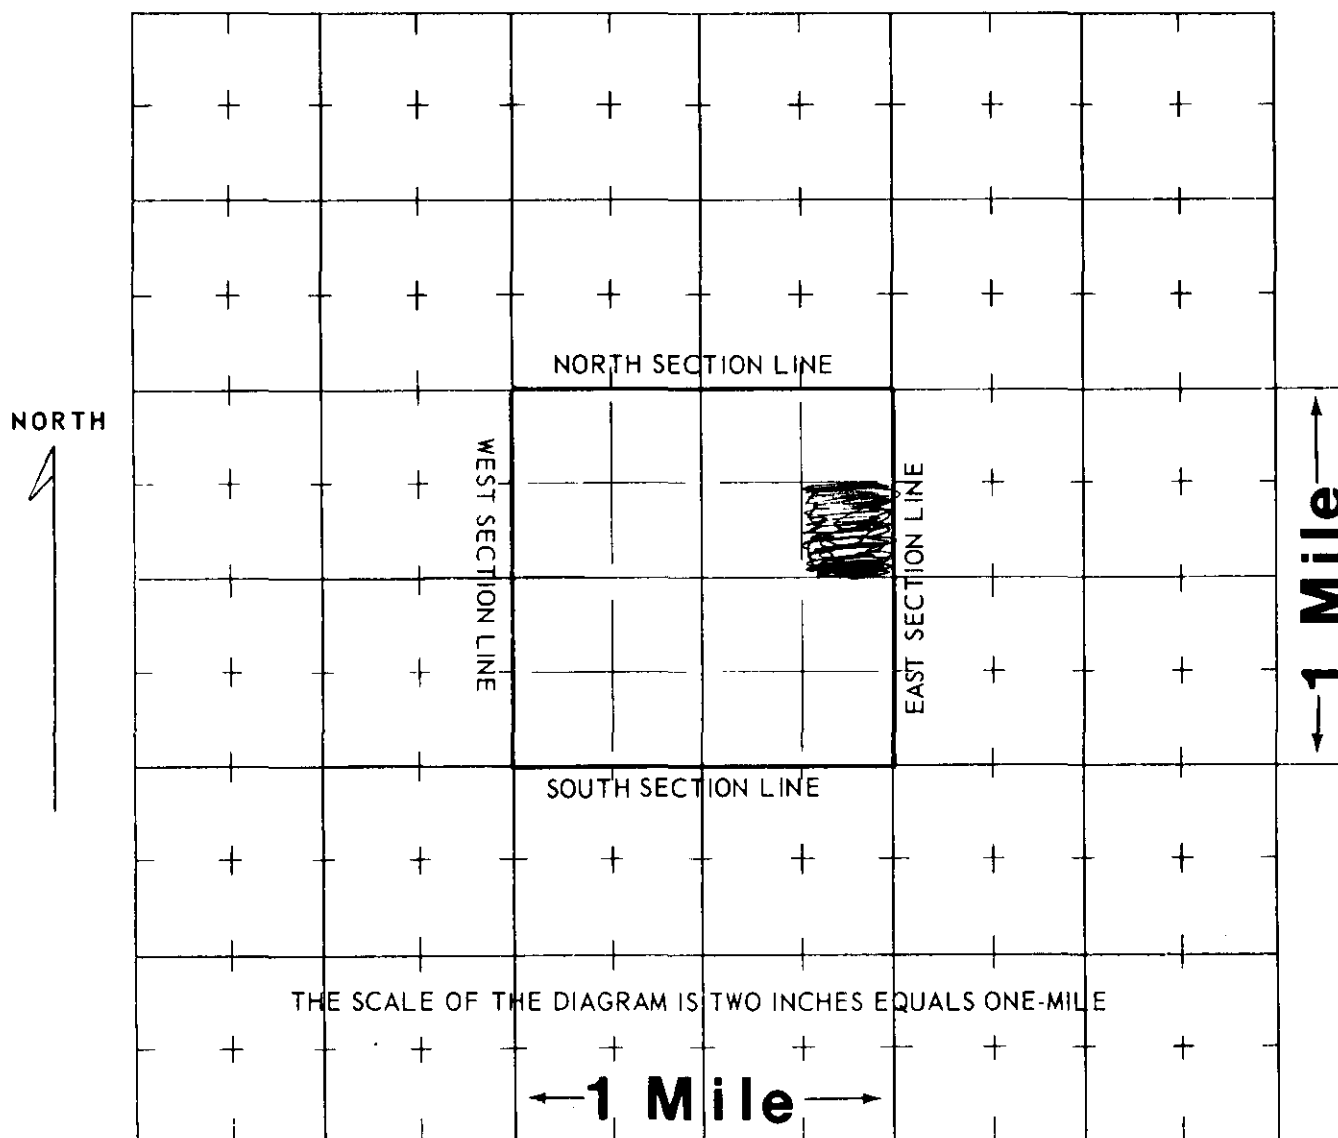 NORTH SECTION LINE
NORTH
WEST SECTION LINE
EAST SECTION LINE
1 Mile
SOUTH SECTION LINE
THE SCALE OF THE DIAGRAM IS TWO INCHES EQUALS ONE-MILE
1 Mile